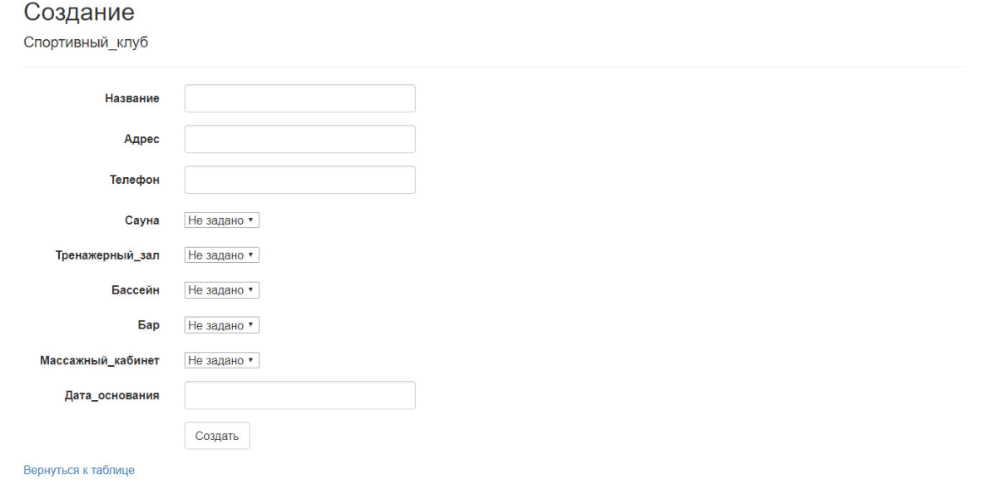 Создание
Спортивный_клуб
Название
Адрес
Телефон
Сауна Не задано
Тренажерный_зал Не задано
Бассейн Не задано
Бар Не задано
Массажный_кабинет Не задано
Дата_основания
Создать
Вернуться к таблице